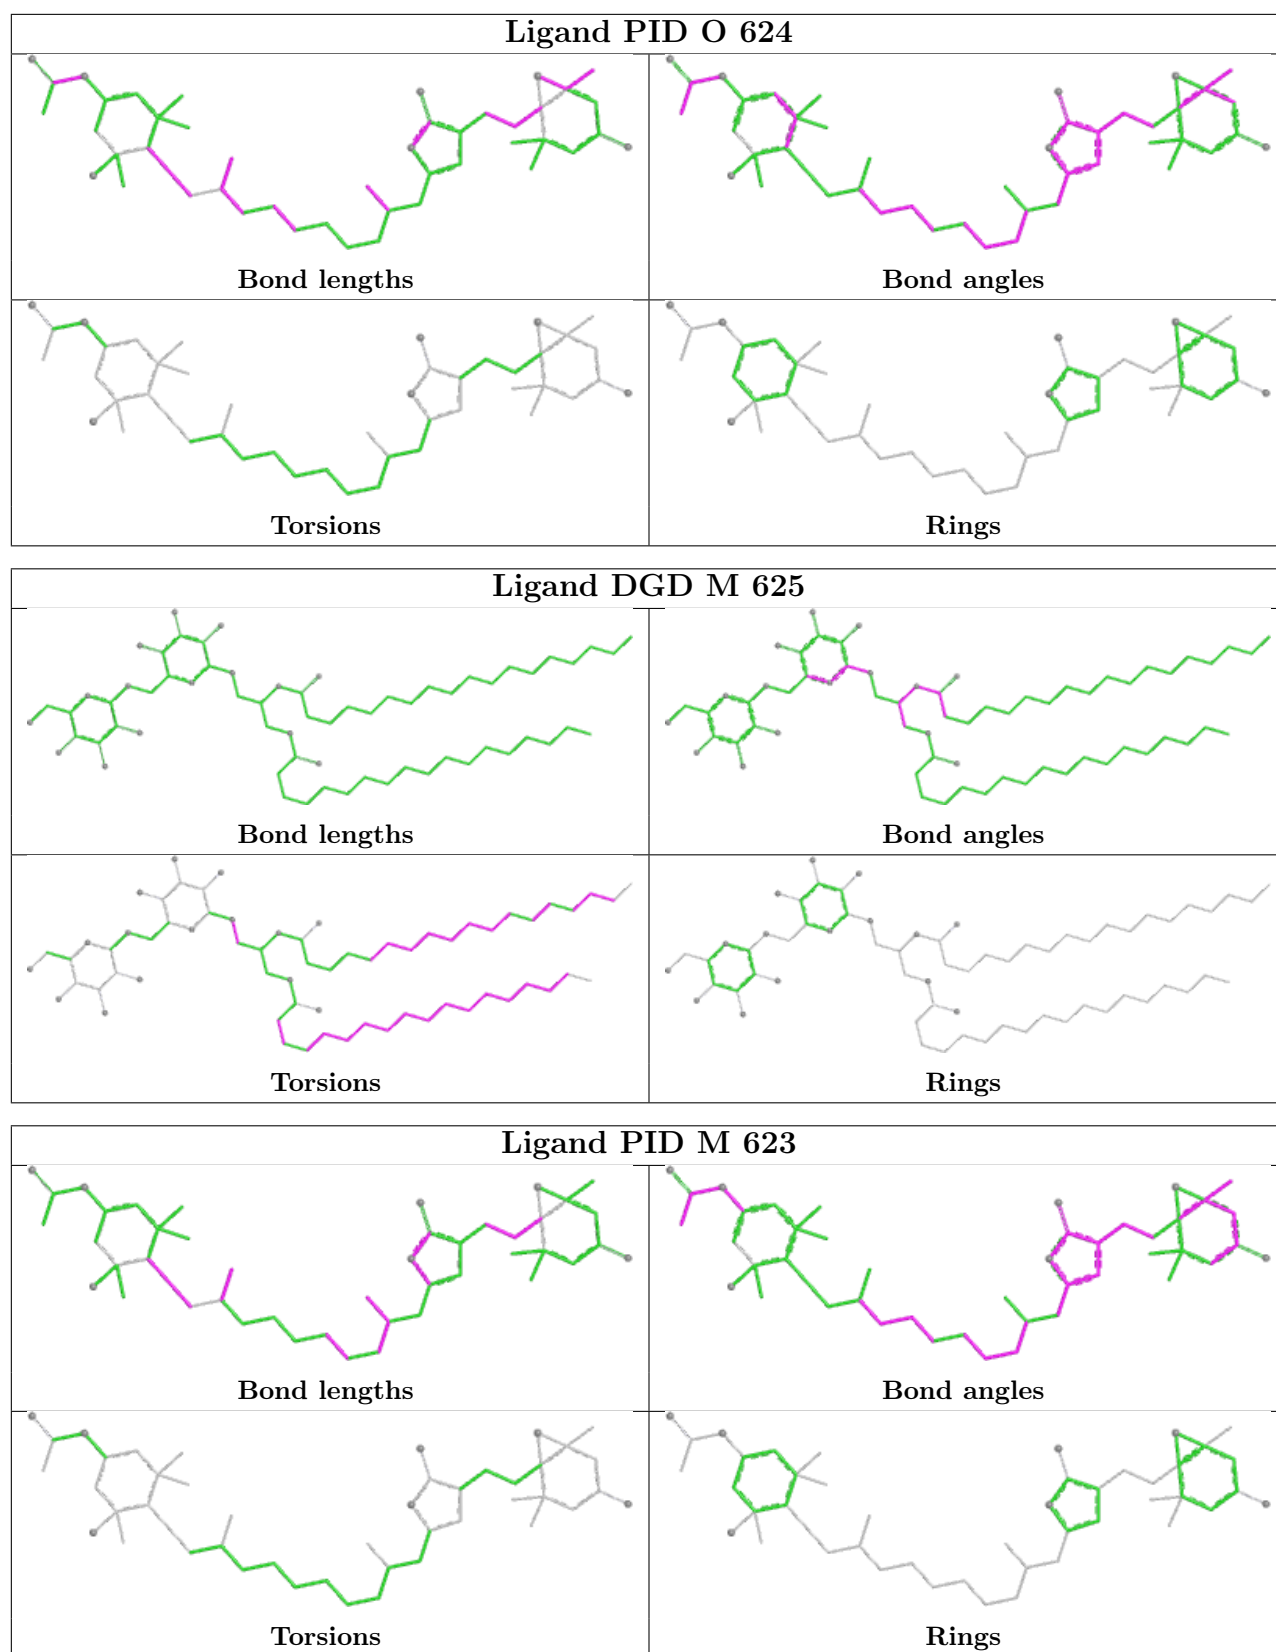 Ligand PID O 624
Bond lengths
Bond angles
Torsions
Rings
Ligand DGD M 625
Bond lengths
Bond angles
Torsions
Rings
Ligand PID M 623
Bond lengths
Bond angles
Torsions
Rings